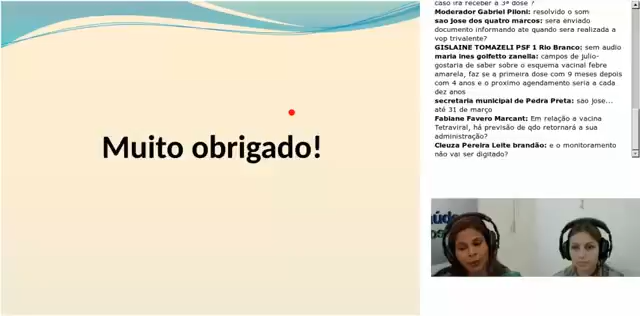 Muito obrigado!
caso irá receber a 3ª dose ?
Moderador Gabriel Piloni: resolvido o som
sao jose dos quatro marcos: sera enviado
documento informando ate quando sera realizada a
vop trivalente?
GISLAINE TOMAZELI PSF 1 Rio Branco: sem audio
maria ines golfetto zanella: campos de julio-
gostaria de saber sobre o esquema vacinal febre
amarela, faz se a primeira dose com 9 meses depois
com 4 anos e o proximo agendamento seria a cada
dez anos
secretaria municipal de Pedra Preta: sao jose...
até 31 de março
Fabiane Favero Marcant: Em relação a vacina
Tetraviral, há previsão de qdo retornará a sua
administração?
Cleuza Pereira Leite brandão: e o monitoramento
não vai ser digitado?